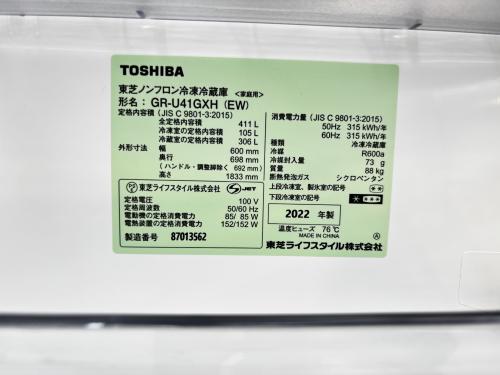 TOSHIBA
東芝ノンフロン冷凍冷蔵庫 <家庭用>
形名： GR-U41GXH (EW)
定格内容積 (JIS C 9801-3:2015)
全定格内容積 411 L
冷凍室の定格内容積 105 L
冷蔵室の定格内容積 306 L
外形寸法 幅 600 mm
奥行 698 mm
(ハンドル・調整脚除く 692 mm)
高さ 1833 mm
東芝ライフスタイル株式会社 S JET
定格電圧 100 V
定格周波数 50/60 Hz
電動機の定格消費電力 85/ 85 W
電熱装置の定格消費電力 152/152 W
製造番号 87013562
消費電力量 (JIS C 9801-3:2015)
50Hz 315 kWh/年
60Hz 315 kWh/年
種類 冷凍冷蔵庫
冷媒 R600a
冷媒封入量 73 g
質量 88 kg
断熱発泡ガス シクロペンタン
上段冷凍室、製氷室の記号 **
下段冷凍室の記号 * ***
2022 年製
温度ヒューズ 76℃
MADE IN CHINA Ⓐ
東芝ライフスタイル株式会社